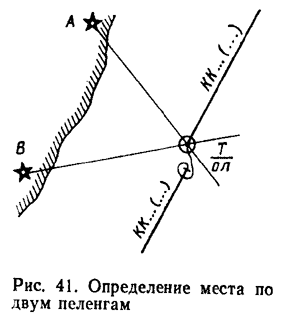 А
КК...(...)
В
Т
ОЛ
КК...(...)
Рис. 41. Определение места по
двум пеленгам